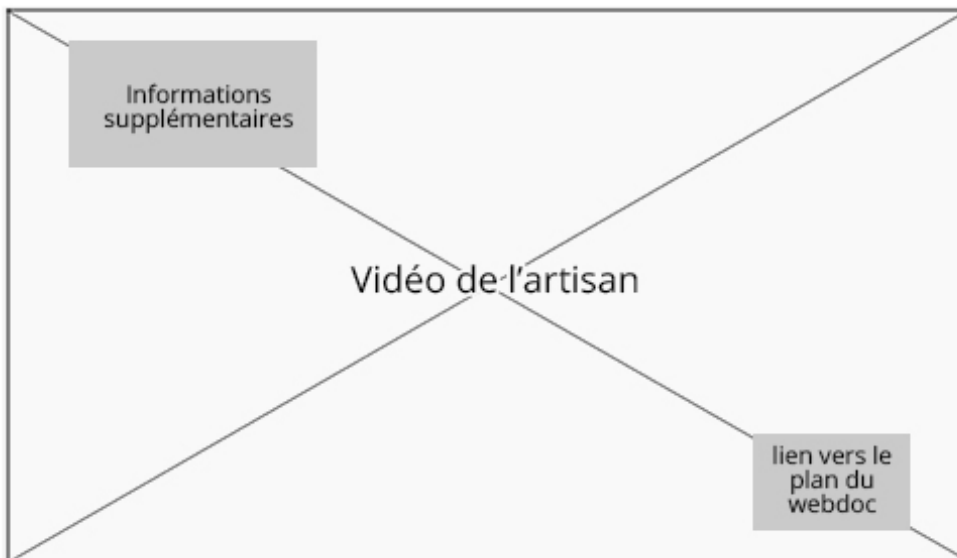 Informations
supplémentaires
Vidéo de l'artisan
lien vers le
plan du
webdoc